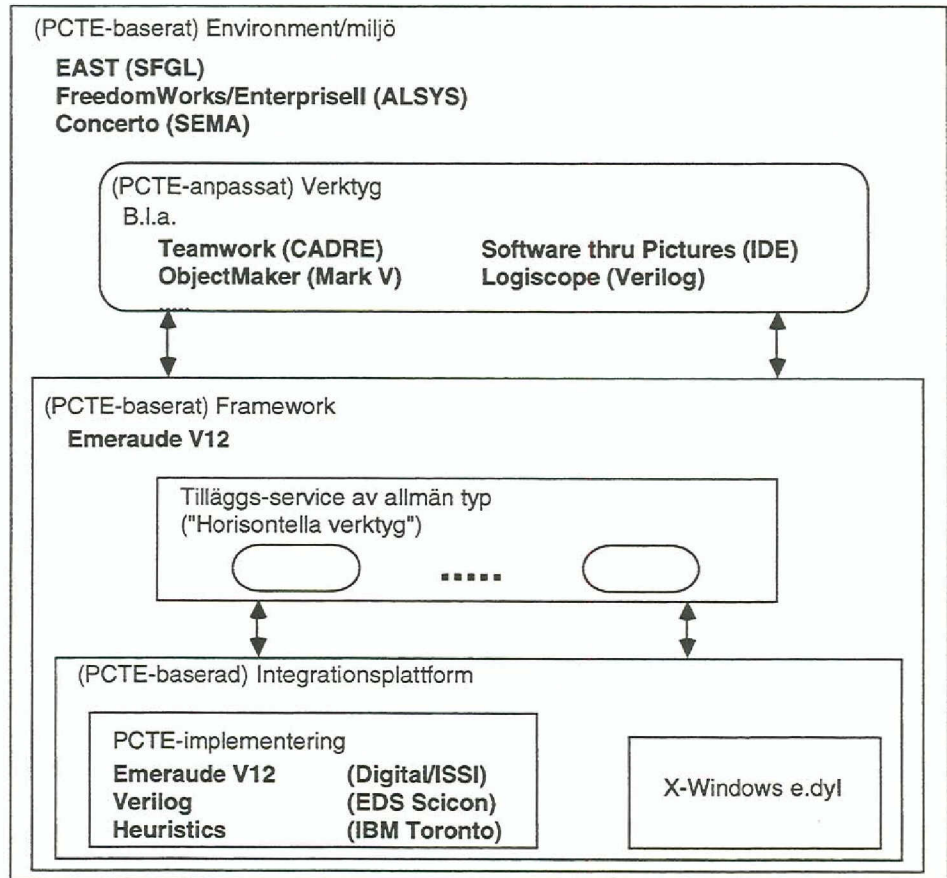 (PCTE-baserat) Environment/miljö
EAST (SFGL)
FreedomWorks/EnterpriseII (ALSYS)
Concerto (SEMA)
(PCTE-anpassat) Verktyg
B.l.a.
Teamwork (CADRE) Software thru Pictures (IDE)
ObjectMaker (Mark V) Logiscope (Verilog)
.....
(PCTE-baserat) Framework
Emeraude V12
Tilläggs-service av allmän typ
("Horisontella verktyg")
.....
(PCTE-baserad) Integrationsplattform
PCTE-implementering
Emeraude V12 (Digital/ISSI)
Verilog (EDS Scicon)
Heuristics (IBM Toronto)
X-Windows e.dyl